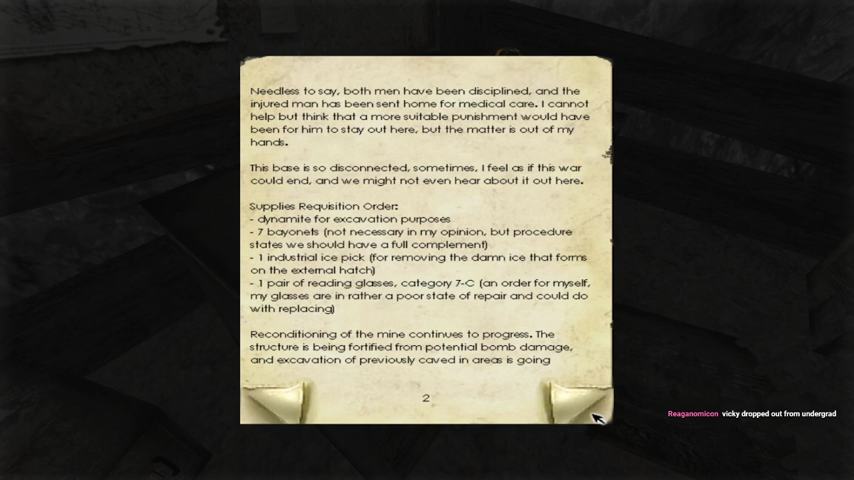 Needless to say, both men have been disciplined, and the
injured man has been sent home for medical care. I cannot
help but think that a more suitable punishment would have
been for him to stay out here, but the matter is out of my
hands.
This base is so disconnected, sometimes, I feel as if this war
could end, and we might not even hear about it out here.
Supplies Requisition Order:
- dynamite for excavation purposes
- 7 bayonets (not necessary in my opinion, but procedure
states we should have a full complement)
- 1 industrial ice pick (for removing the damn ice that forms
on the external hatch)
- 1 pair of reading glasses, category 7-C (an order for myself,
my glasses are in rather a poor state of repair and could do
with replacing)
Reconditioning of the mine continues to progress. The
structure is being fortified from potential bomb damage,
and excavation of previously caved in areas is going
2
Reaganomicon vicky dropped out from undergrad